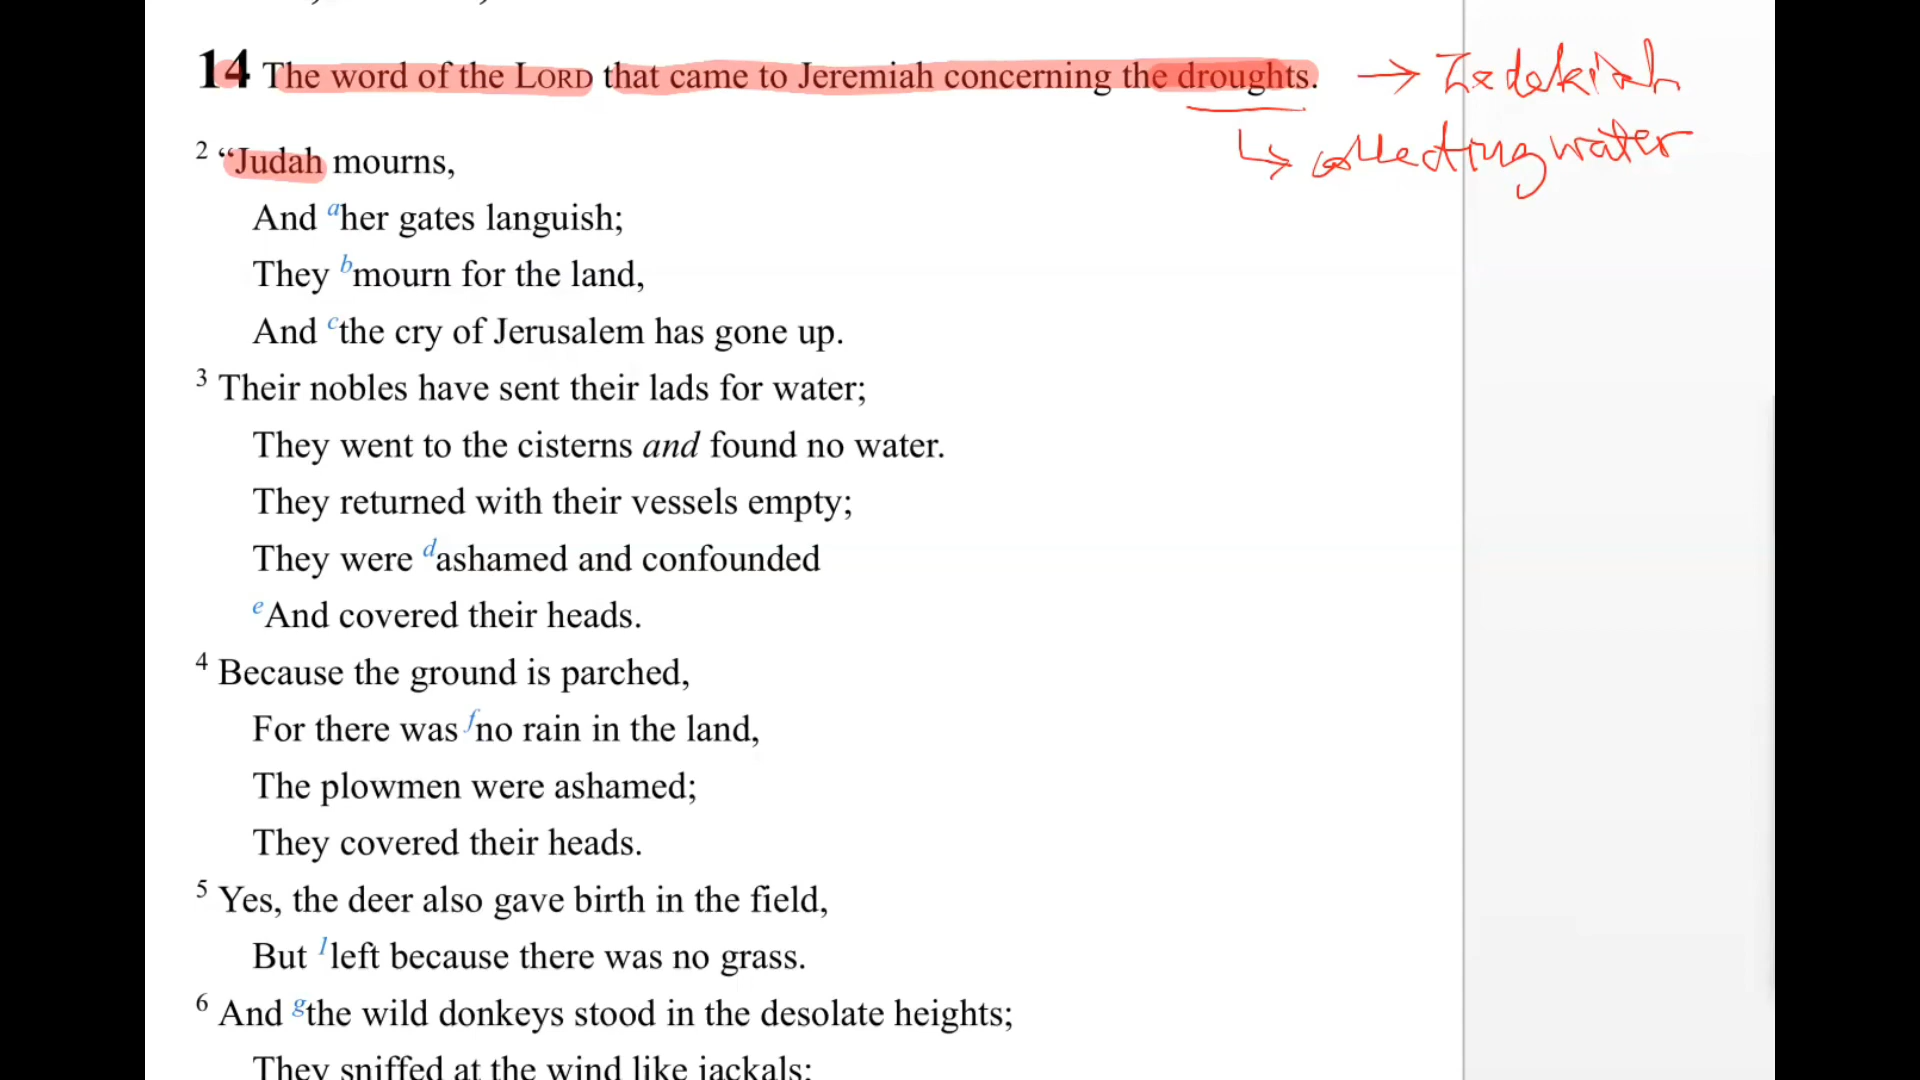 14 The word of the LORD that came to Jeremiah concerning the droughts. → Zedekiah
↳ collecting water
2 “Judah mourns,
And aher gates languish;
They bmourn for the land,
And cthe cry of Jerusalem has gone up.
3 Their nobles have sent their lads for water;
They went to the cisterns and found no water.
They returned with their vessels empty;
They were dashamed and confounded
eAnd covered their heads.
4 Because the ground is parched,
For there was fno rain in the land,
The plowmen were ashamed;
They covered their heads.
5 Yes, the deer also gave birth in the field,
But lleft because there was no grass.
6 And gthe wild donkeys stood in the desolate heights;
They sniffed at the wind like jackals;